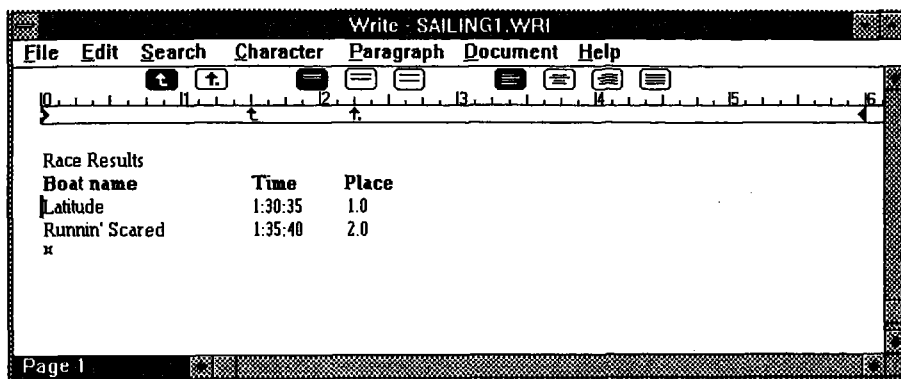 Write - SAILING1.WRI
File Edit Search Character Paragraph Document Help
0 1 2 3 4 5 6
Race Results
Boat name Time Place
Latitude 1:30:35 1.0
Runnin' Scared 1:35:40 2.0
¤
Page 1